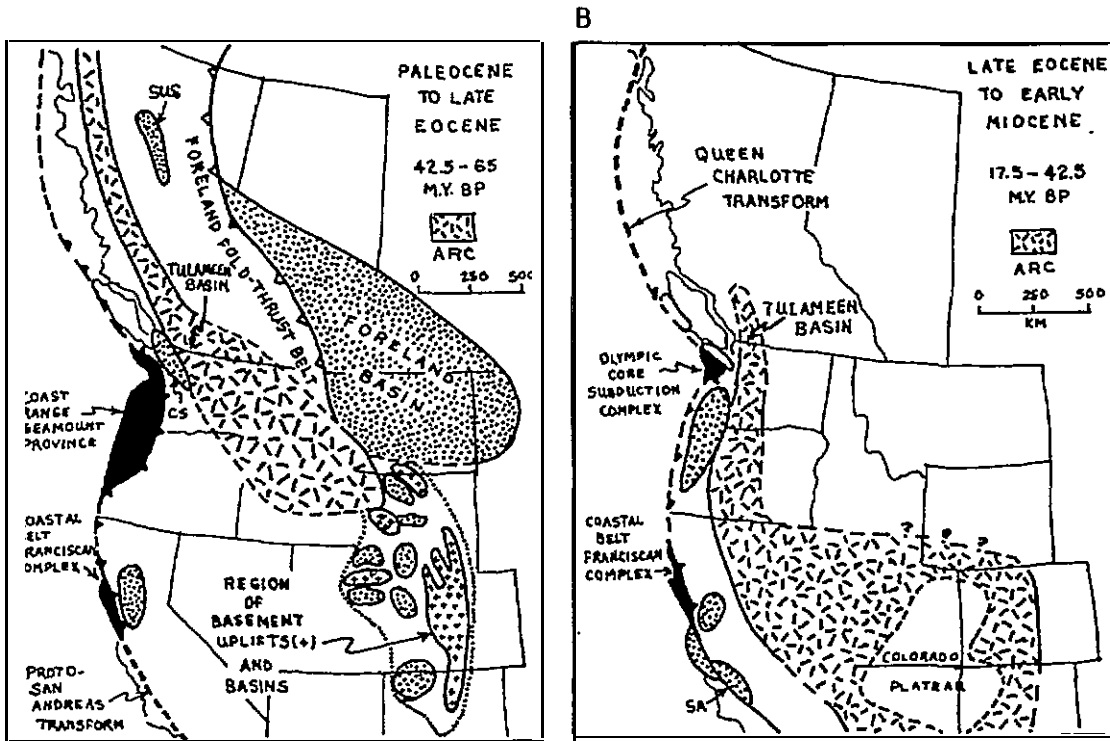 B
PALEOCENE
TO LATE
EOCENE
42.5 – 65
M.Y. BP
ARC
0 250 500
SUS
FORELAND FOLD-THRUST BELT
TULAMEEN
BASIN
FORELAND
BASIN
COAST
RANGE
SEAMOUNT
PROVINCE
CS
COASTAL
BELT
FRANCISCAN
COMPLEX
REGION
OF
BASEMENT
UPLIFTS(+)
AND
BASINS
PROTO-
SAN
ANDREAS
TRANSFORM
LATE EOCENE
TO EARLY
MIOCENE
17.5 – 42.5
M.Y. BP
ARC
0 250 500
KM
QUEEN
CHARLOTTE
TRANSFORM
TULAMEEN
BASIN
OLYMPIC
CORE
SUBDUCTION
COMPLEX
COASTAL
BELT
FRANCISCAN
COMPLEX
? ? ?
COLORADO
PLATEAU
SA